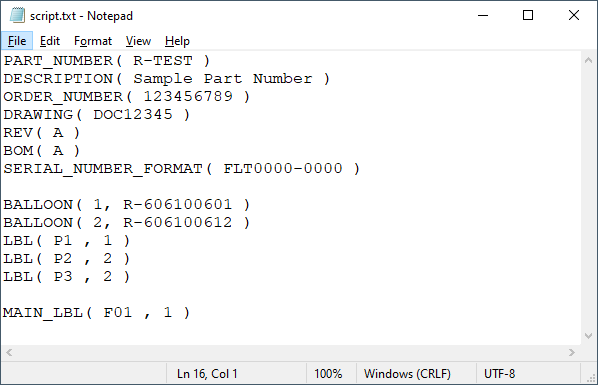 script.txt - Notepad
File Edit Format View Help
PART_NUMBER( R-TEST )
DESCRIPTION( Sample Part Number )
ORDER_NUMBER( 123456789 )
DRAWING( DOC12345 )
REV( A )
BOM( A )
SERIAL_NUMBER_FORMAT( FLT0000-0000 )
BALLOON( 1, R-606100601 )
BALLOON( 2, R-606100612 )
LBL( P1 , 1 )
LBL( P2 , 2 )
LBL( P3 , 2 )
MAIN_LBL( F01 , 1 )
Ln 16, Col 1 100% Windows (CRLF) UTF-8